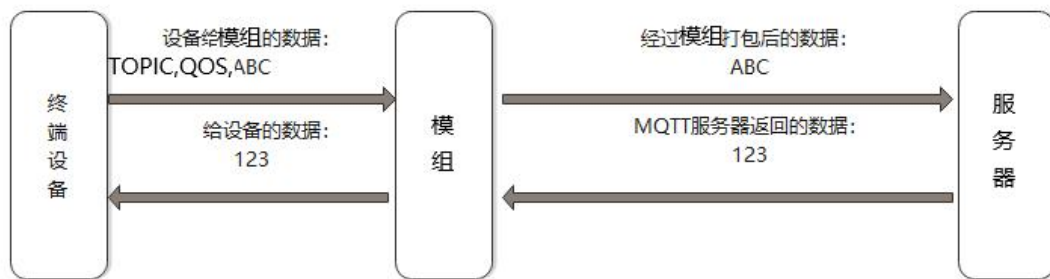 终端设备
设备给模组的数据：
TOPIC,QOS,ABC
给设备的数据：
123
模组
经过模组打包后的数据：
ABC
MQTT服务器返回的数据：
123
服务器